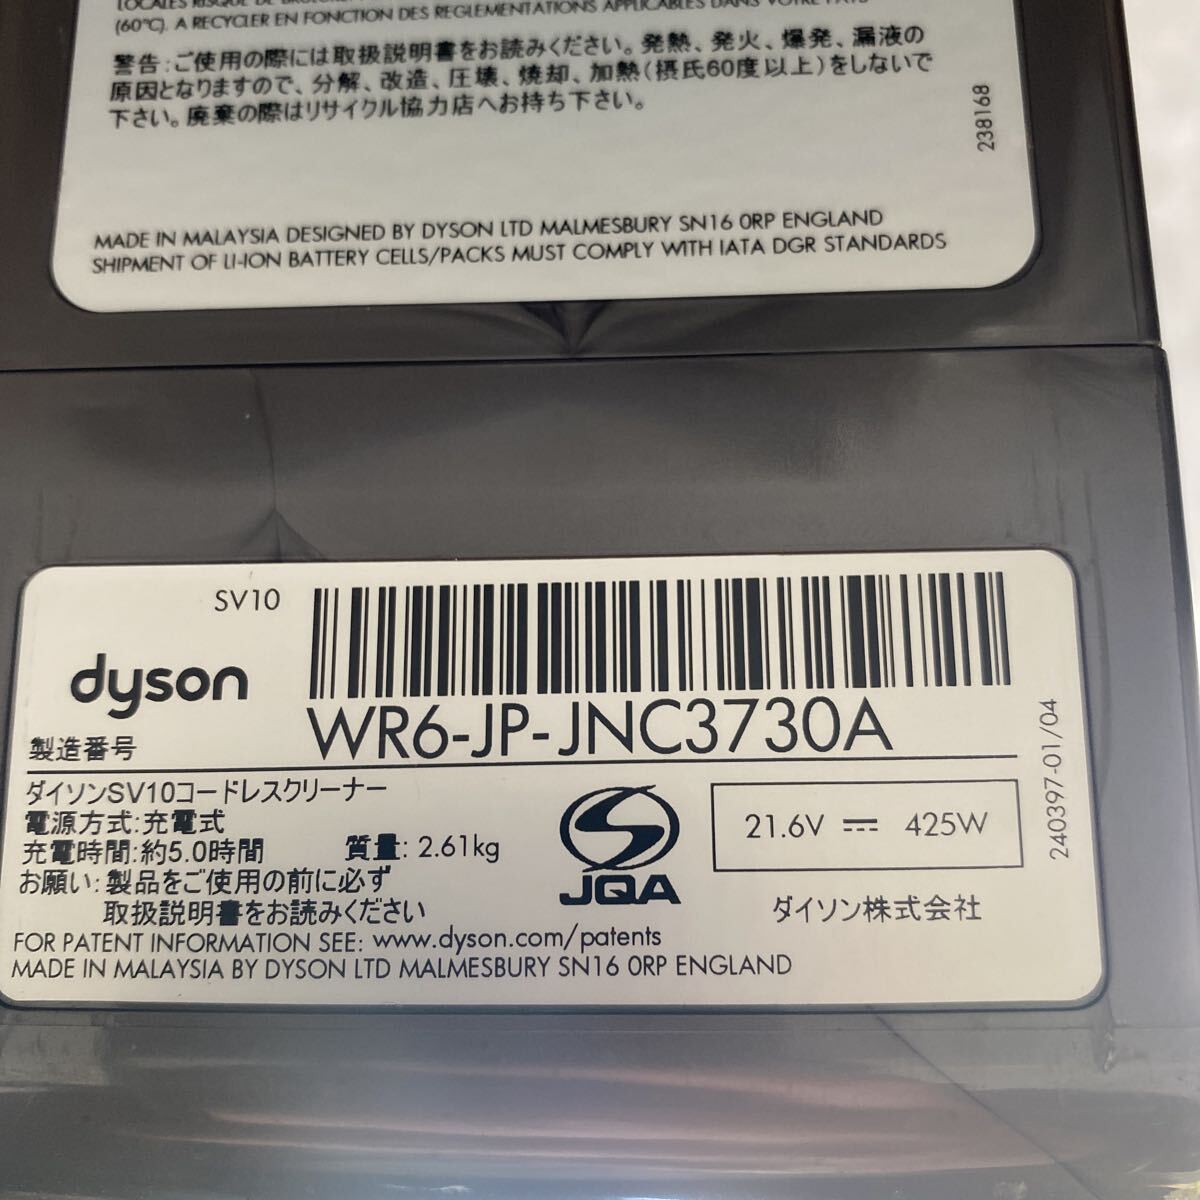 (60°C). A RECYCLER EN FONCTION DES REGLEMENTATIONS APPLICABLES DANS VOTRE PAYS
警告:ご使用の際には取扱説明書をお読みください。発熱、発火、爆発、漏液の
原因となりますので、分解、改造、圧壊、焼却、加熱(摂氏60度以上)をしないで
下さい。廃棄の際はリサイクル協力店へお持ち下さい。
238168
MADE IN MALAYSIA DESIGNED BY DYSON LTD MALMESBURY SN16 0RP ENGLAND
SHIPMENT OF LI-ION BATTERY CELLS/PACKS MUST COMPLY WITH IATA DGR STANDARDS
SV10
dyson
製造番号
WR6-JP-JNC3730A
ダイソンSV10コードレスクリーナー
電源方式:充電式
充電時間:約5.0時間 質量: 2.61kg
お願い:製品をご使用の前に必ず
取扱説明書をお読みください
JQA
21.6V ⎓ 425W
ダイソン株式会社
240397-01/04
FOR PATENT INFORMATION SEE: www.dyson.com/patents
MADE IN MALAYSIA BY DYSON LTD MALMESBURY SN16 0RP ENGLAND